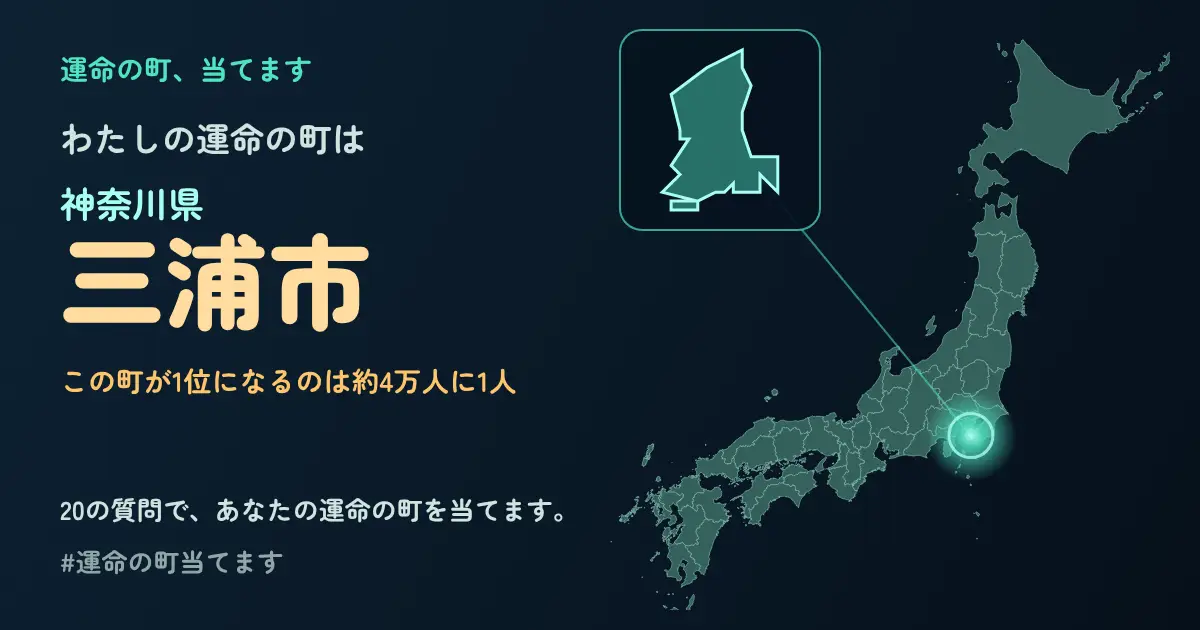 運命の町、当てます
わたしの運命の町は
神奈川県
三浦市
この町が1位になるのは約4万人に1人
20の質問で、あなたの運命の町を当てます。
#運命の町当てます